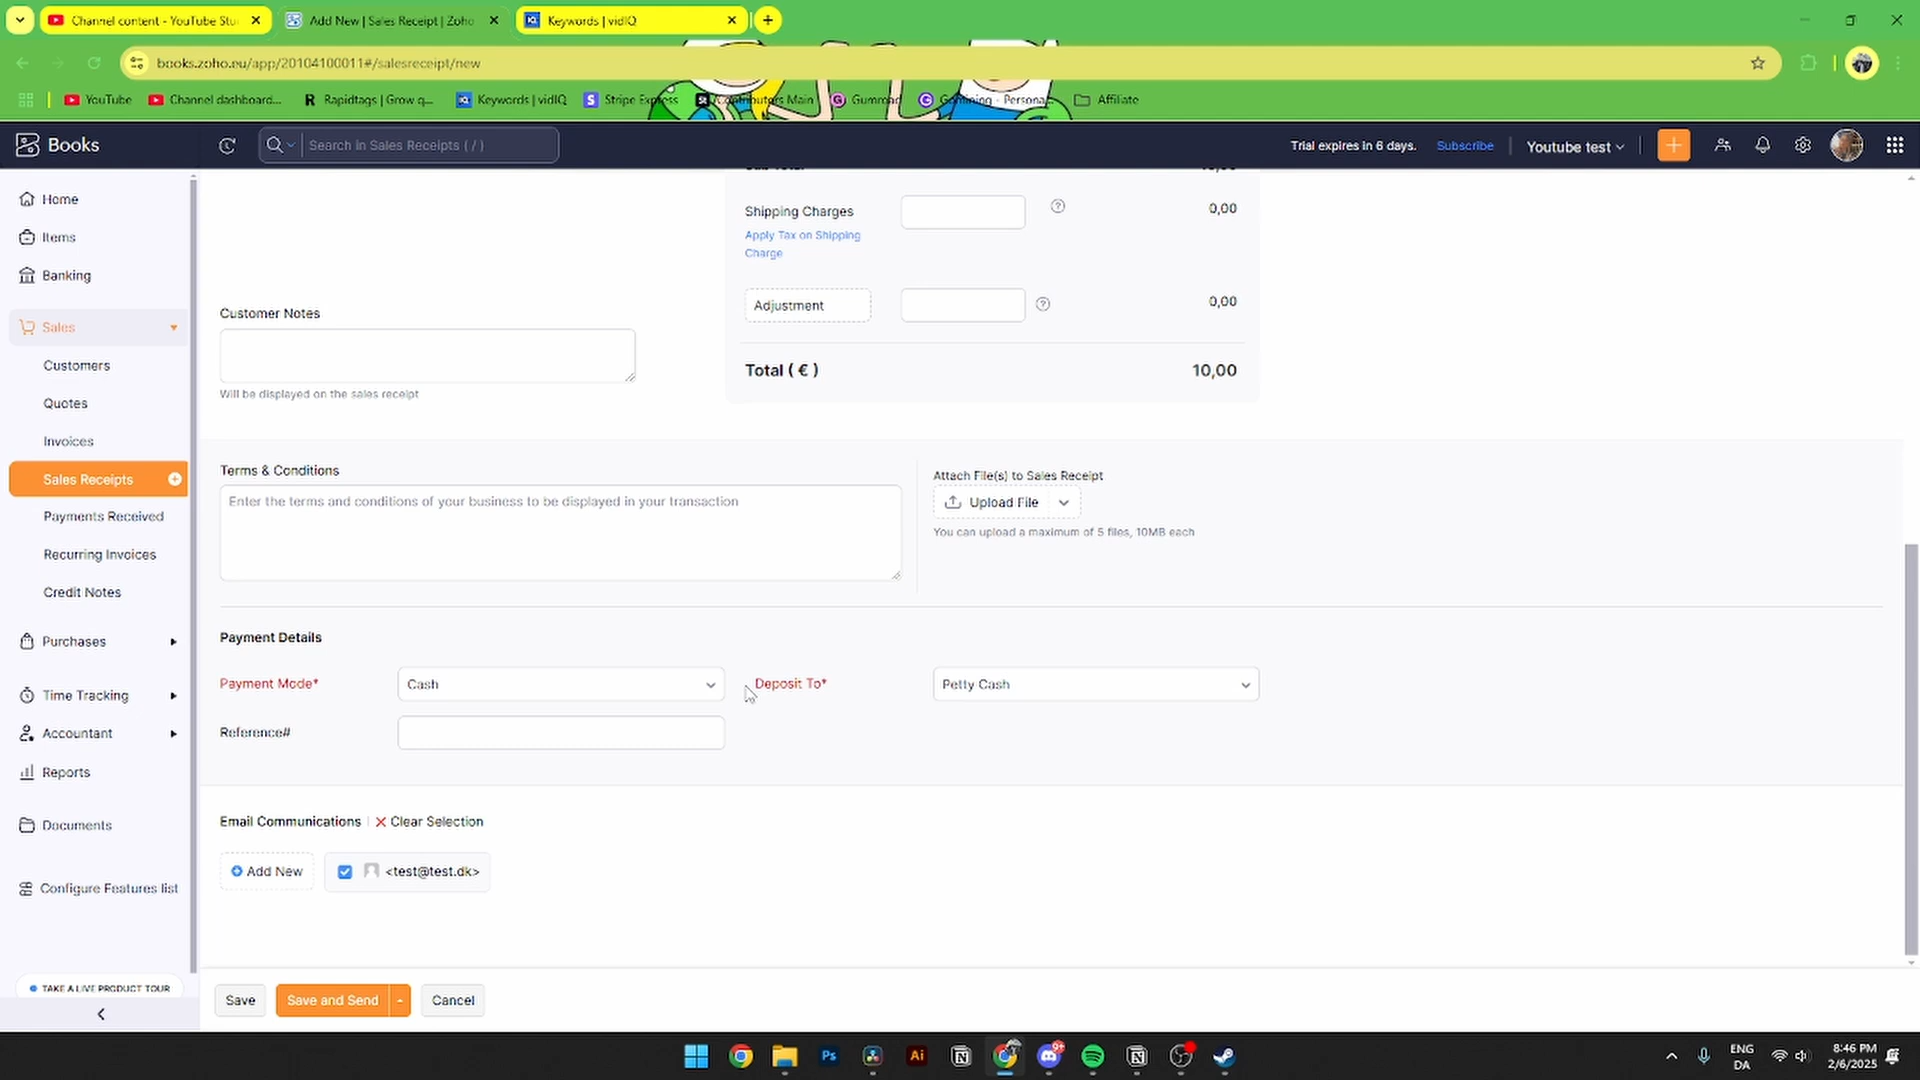 Channel content - YouTube Stu
Add New | Sales Receipt | Zoho
Keywords | vidIQ
books.zoho.eu/app/20104100011#/salesreceipt/new
YouTube
Channel dashboard...
Rapidtags | Grow q...
Keywords | vidIQ
Stripe Express
Contributors Main
Gumroad
Gomining - Persona...
Affiliate
Books
Search in Sales Receipts ( / )
Trial expires in 6 days.
Subscribe
Youtube test
Home
Items
Banking
Sales
Customers
Quotes
Invoices
Sales Receipts
Payments Received
Recurring Invoices
Credit Notes
Purchases
Time Tracking
Accountant
Reports
Documents
Configure Features list
TAKE A LIVE PRODUCT TOUR
Shipping Charges
0,00
Apply Tax on Shipping
Charge
Adjustment
0,00
Customer Notes
Will be displayed on the sales receipt
Total ( € )
10,00
Terms & Conditions
Enter the terms and conditions of your business to be displayed in your transaction
Attach File(s) to Sales Receipt
Upload File
You can upload a maximum of 5 files, 10MB each
Payment Details
Payment Mode*
Cash
Deposit To*
Petty Cash
Reference#
Email Communications
Clear Selection
Add New
<test@test.dk>
Save
Save and Send
Cancel
Ps
Ai
9+
ENG
DA
8:46 PM
2/6/2025